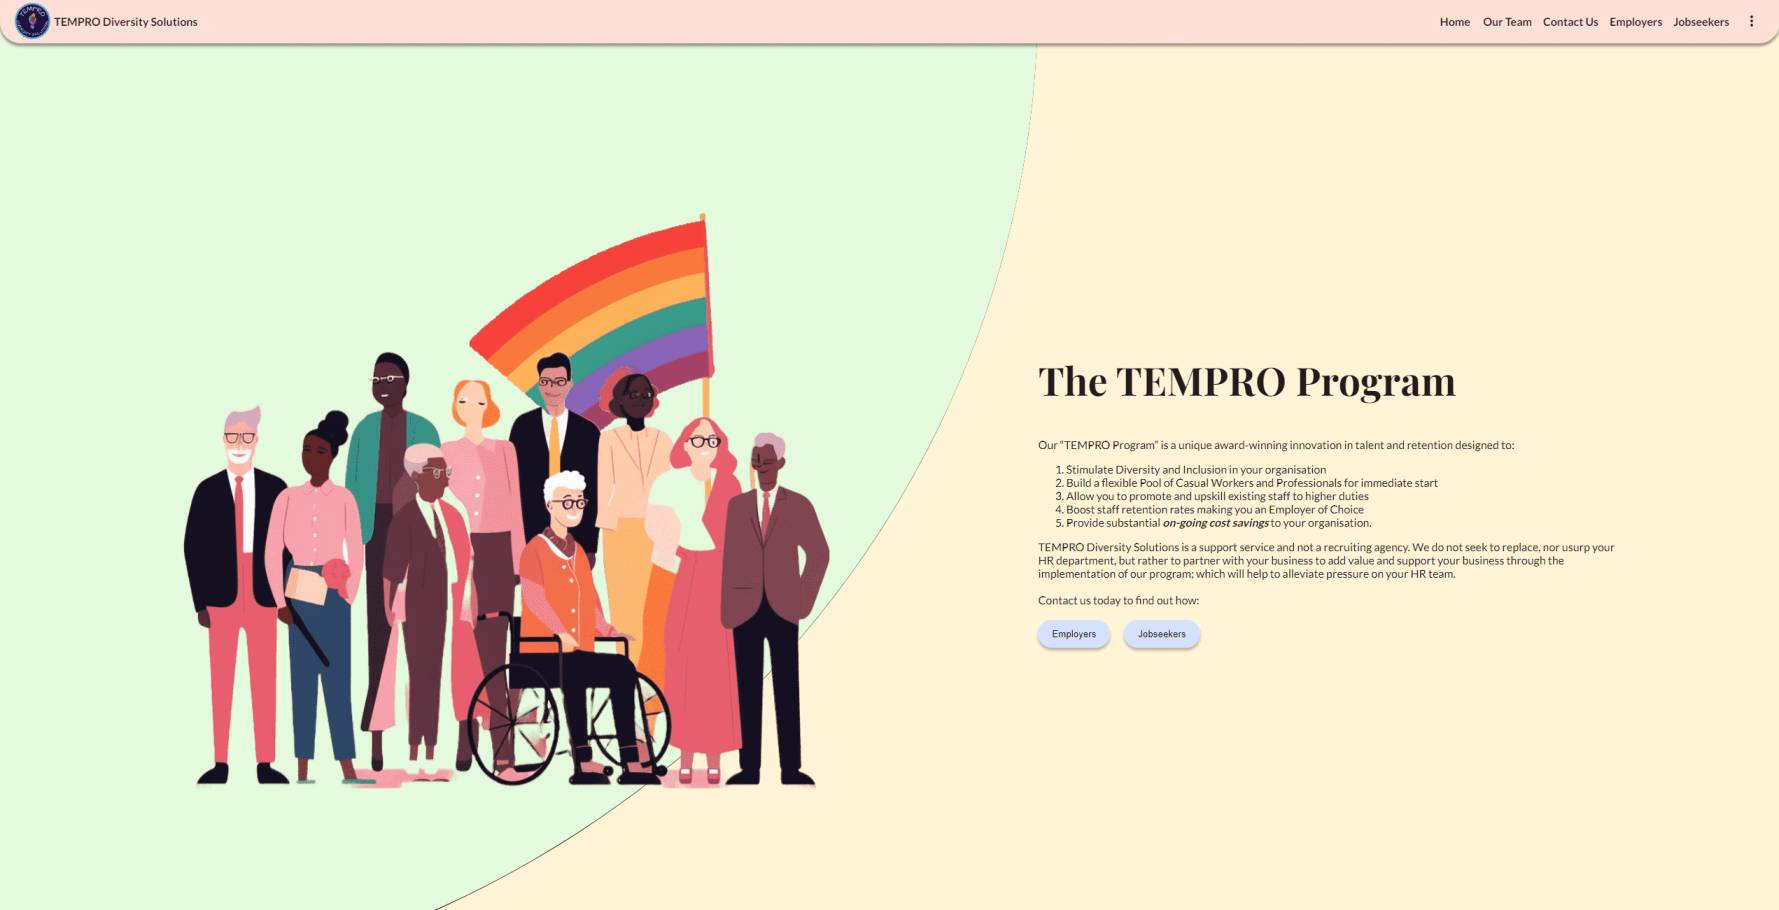 TEMPRO
TEMPRO Diversity Solutions
Home
Our Team
Contact Us
Employers
Jobseekers
The TEMPRO Program
Our “TEMPRO Program” is a unique award-winning innovation in talent and retention designed to:
1. Stimulate Diversity and Inclusion in your organisation
2. Build a flexible Pool of Casual Workers and Professionals for immediate start
3. Allow you to promote and upskill existing staff to higher duties
4. Boost staff retention rates making you an Employer of Choice
5. Provide substantial on-going cost savings to your organisation.
TEMPRO Diversity Solutions is a support service and not a recruiting agency. We do not seek to replace, nor usurp your
HR department, but rather to partner with your business to add value and support your business through the
implementation of our program; which will help to alleviate pressure on your HR team.
Contact us today to find out how:
Employers
Jobseekers